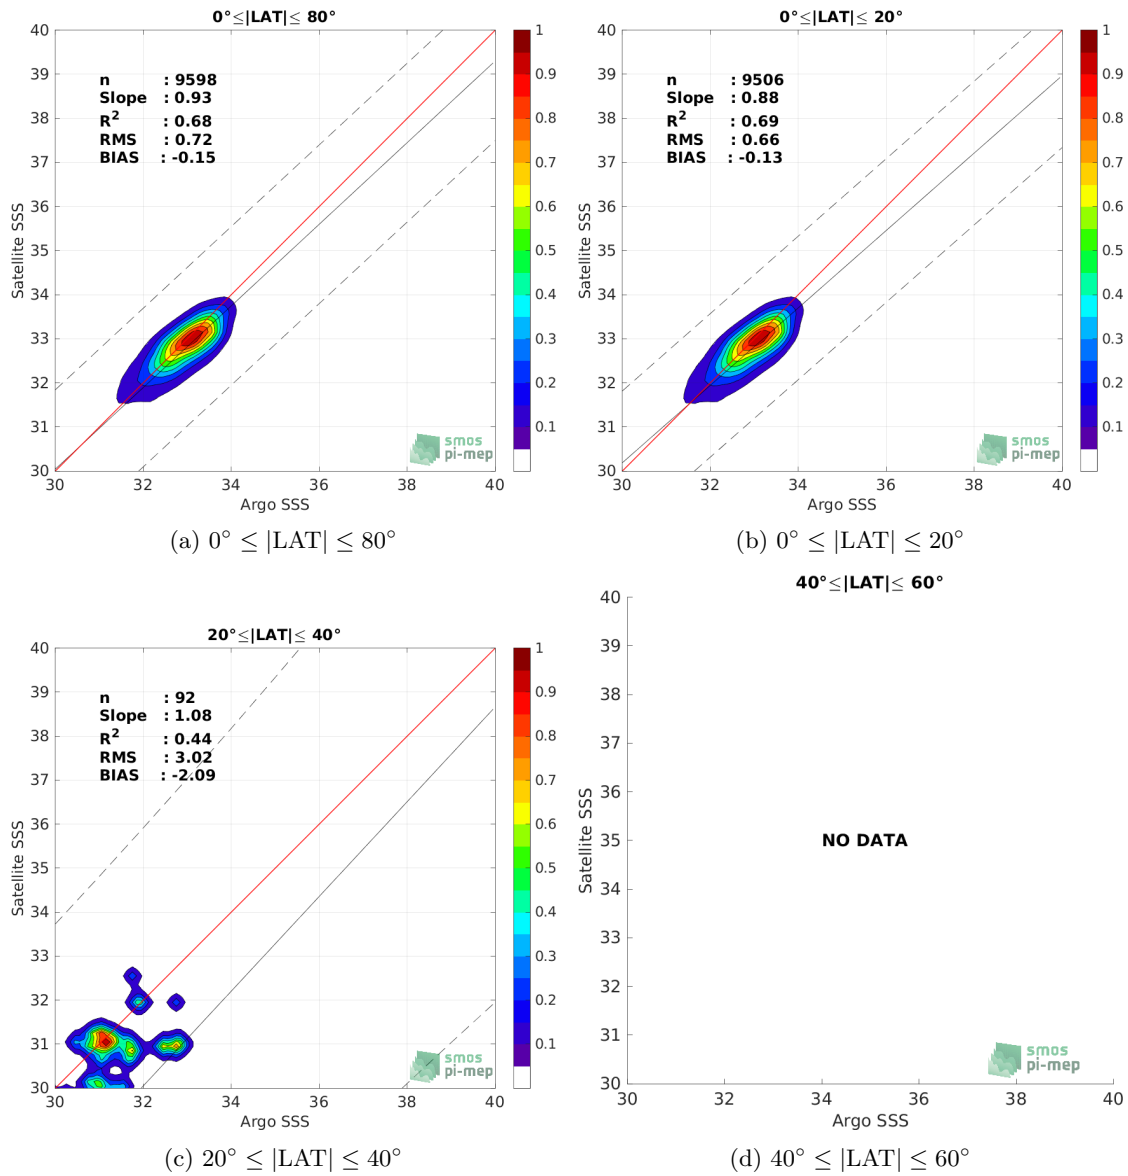 0°≤|LAT|≤ 80°
40
39
38
37
36
35
34
33
32
31
30
Satellite SSS
n : 9598
Slope : 0.93
R2 : 0.68
RMS : 0.72
BIAS : -0.15
smos
pi-mep
30 32 34 36 38 40
Argo SSS
1
0.9
0.8
0.7
0.6
0.5
0.4
0.3
0.2
0.1
(a) 0° ≤ |LAT| ≤ 80°
0°≤|LAT|≤ 20°
40
39
38
37
36
35
34
33
32
31
30
Satellite SSS
n : 9506
Slope : 0.88
R2 : 0.69
RMS : 0.66
BIAS : -0.13
smos
pi-mep
30 32 34 36 38 40
Argo SSS
1
0.9
0.8
0.7
0.6
0.5
0.4
0.3
0.2
0.1
(b) 0° ≤ |LAT| ≤ 20°
20°≤|LAT|≤ 40°
40
39
38
37
36
35
34
33
32
31
30
Satellite SSS
n : 92
Slope : 1.08
R2 : 0.44
RMS : 3.02
BIAS : -2.09
smos
pi-mep
30 32 34 36 38 40
Argo SSS
1
0.9
0.8
0.7
0.6
0.5
0.4
0.3
0.2
0.1
(c) 20° ≤ |LAT| ≤ 40°
40°≤|LAT|≤ 60°
40
39
38
37
36
35
34
33
32
31
30
Satellite SSS
NO DATA
smos
pi-mep
30 32 34 36 38 40
Argo SSS
(d) 40° ≤ |LAT| ≤ 60°